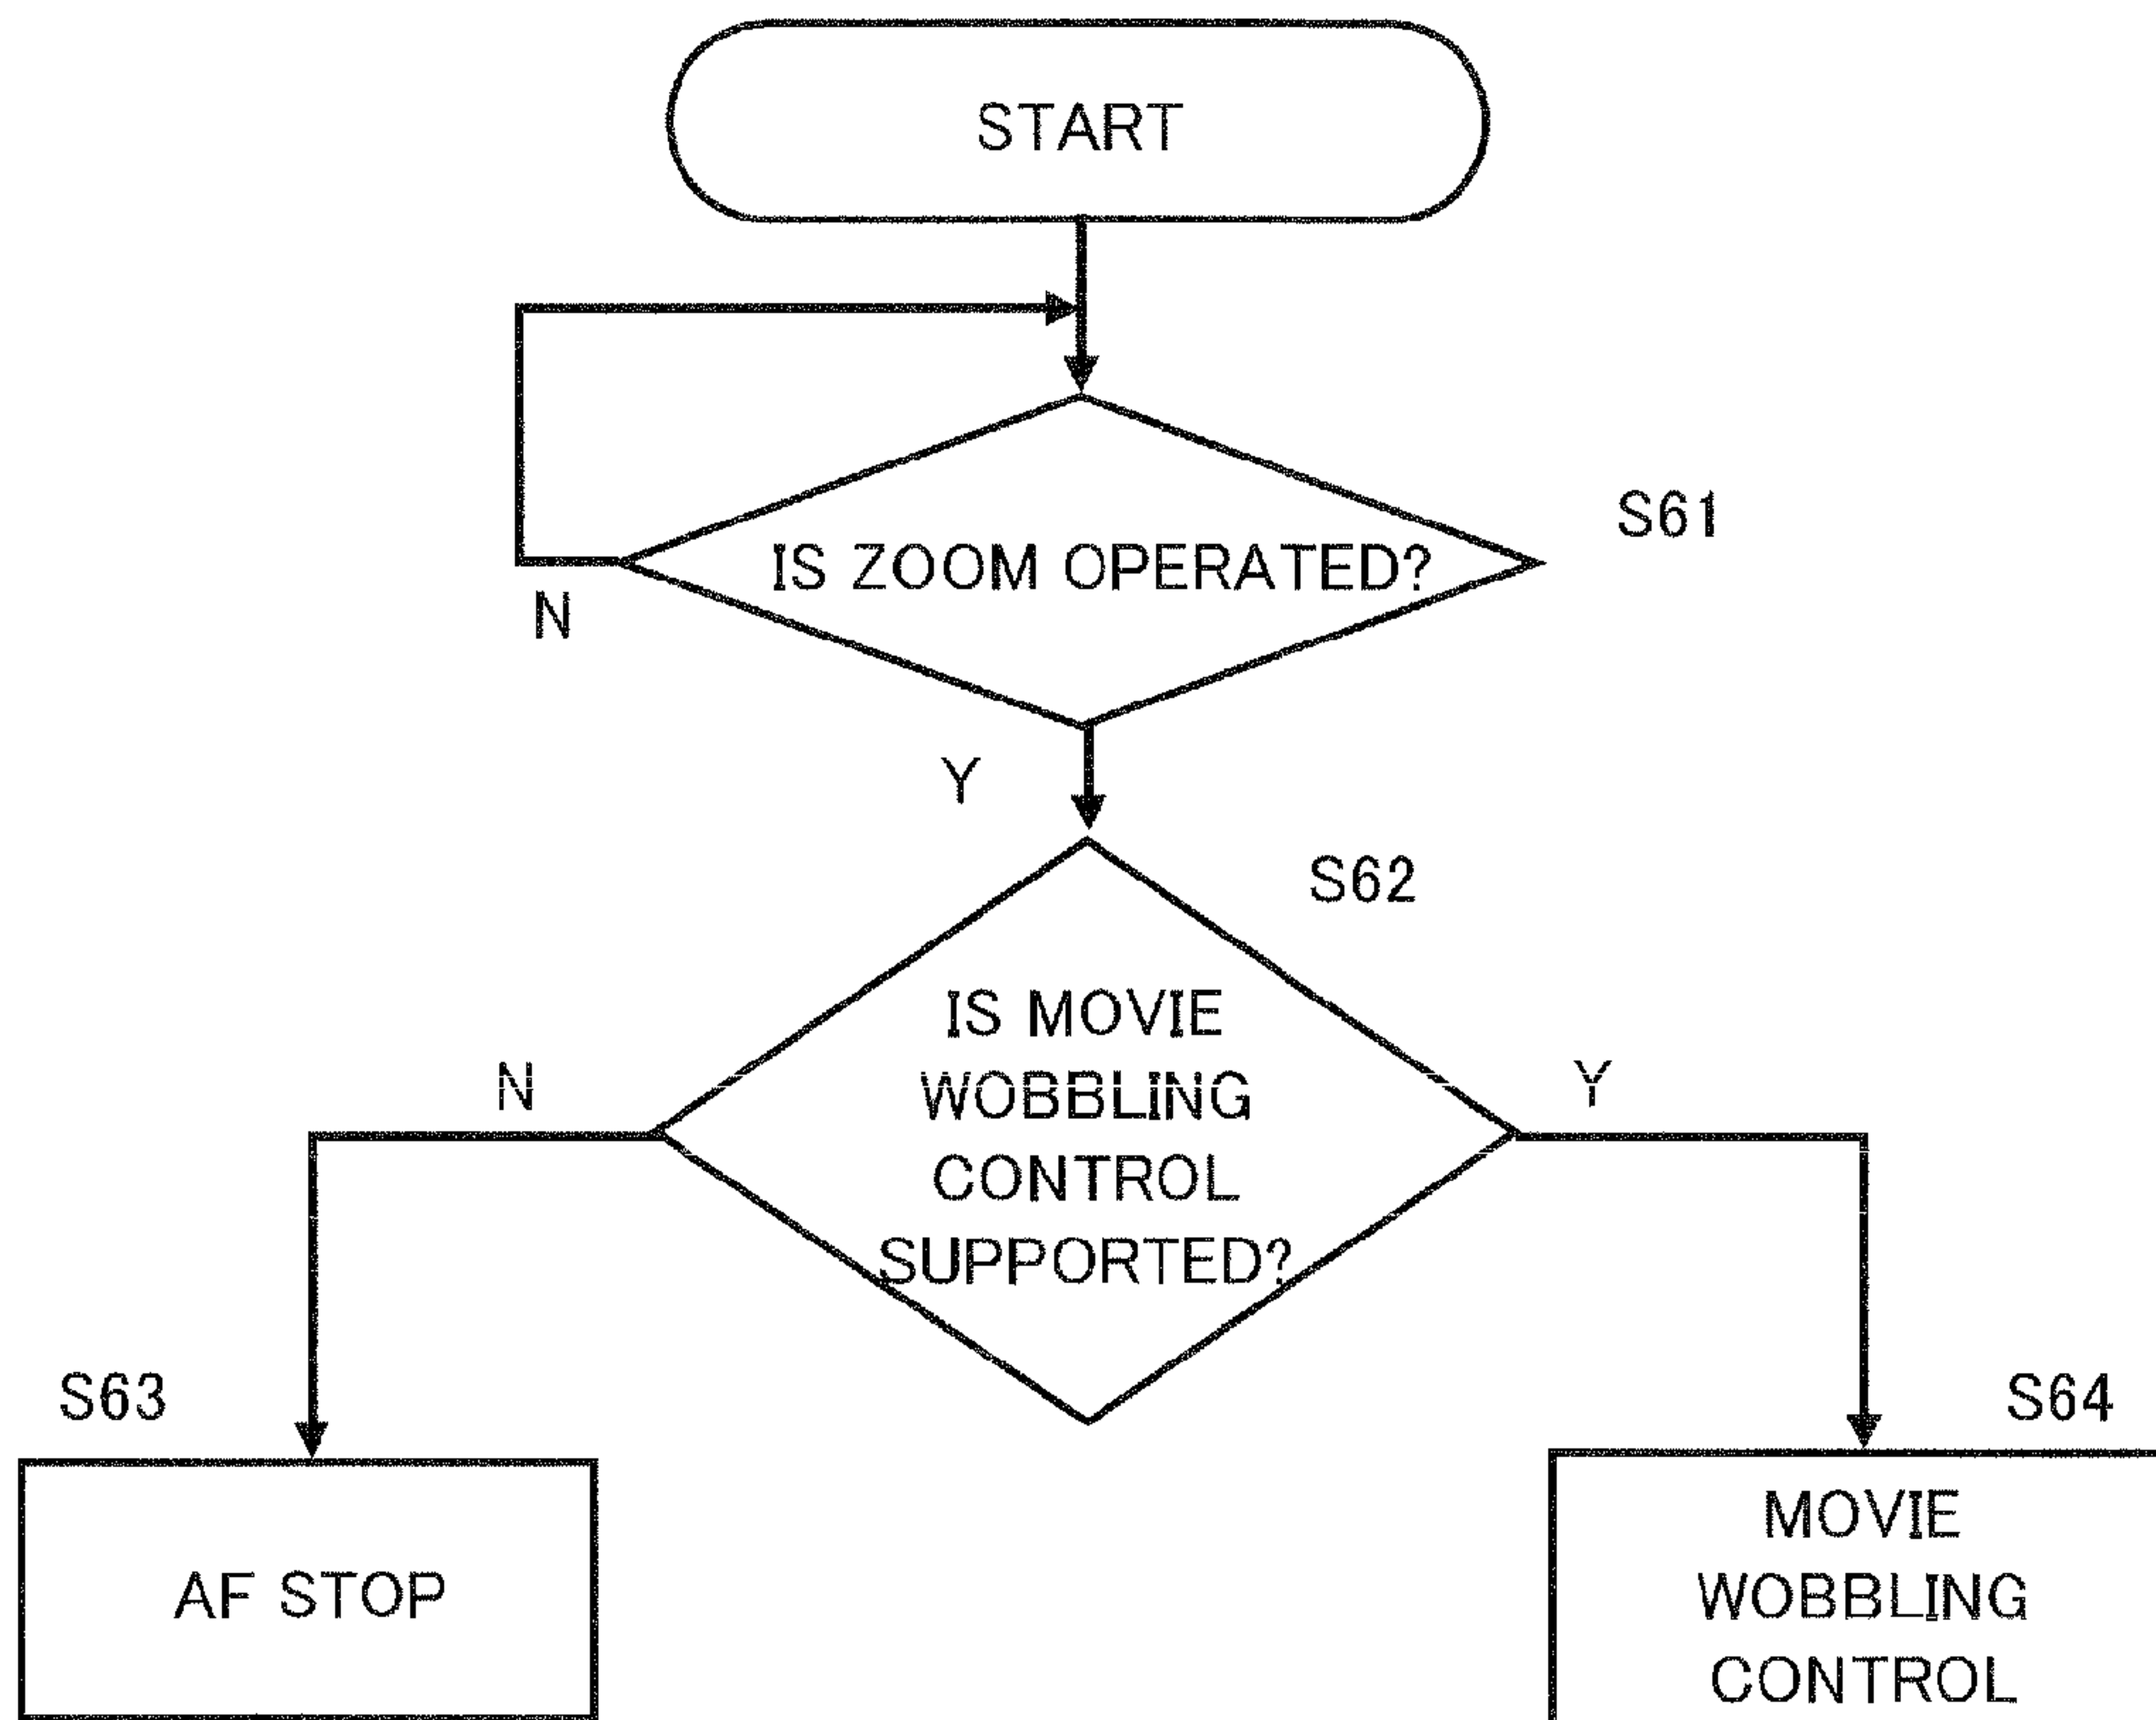 START
S61
IS ZOOM OPERATED?
N
Y
S62
IS MOVIE
WOBBLING
CONTROL
SUPPORTED?
N
Y
S63
S64
AF STOP
MOVIE
WOBBLING
CONTROL